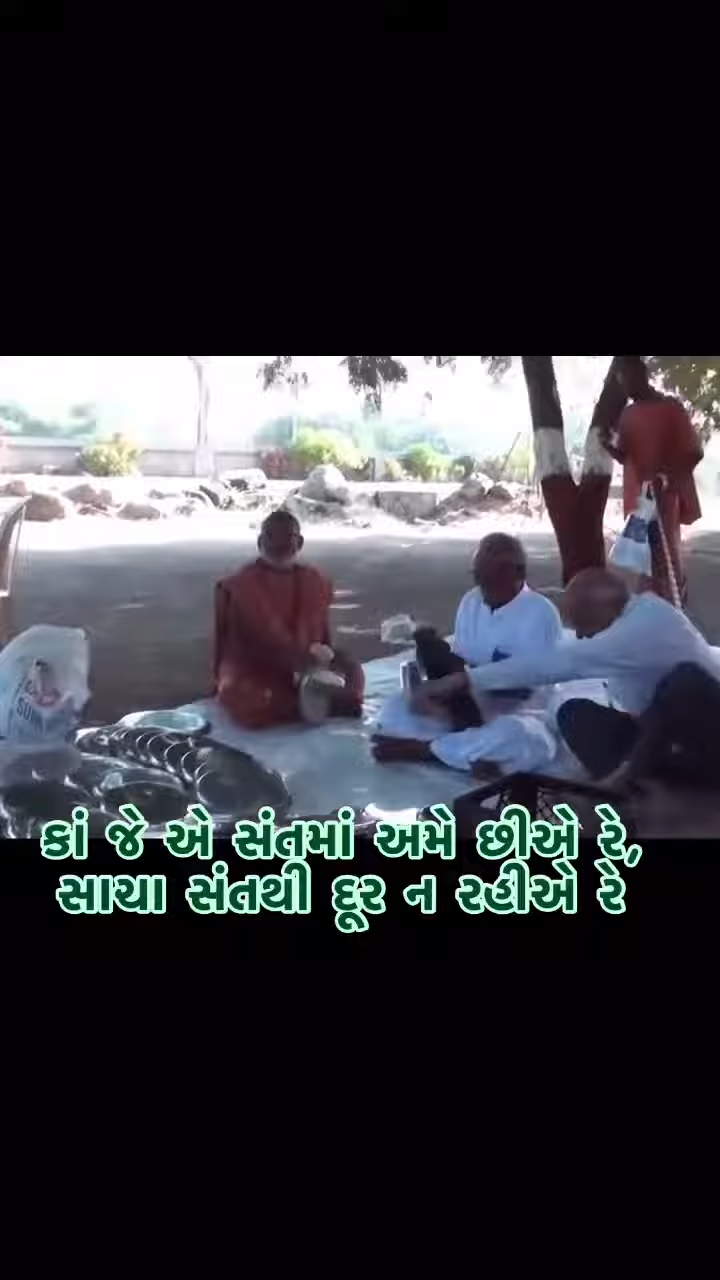 કાં જે એ સંતમાં અમે છીએ રે,
સાચા સંતથી દૂર ન રહીએ રે